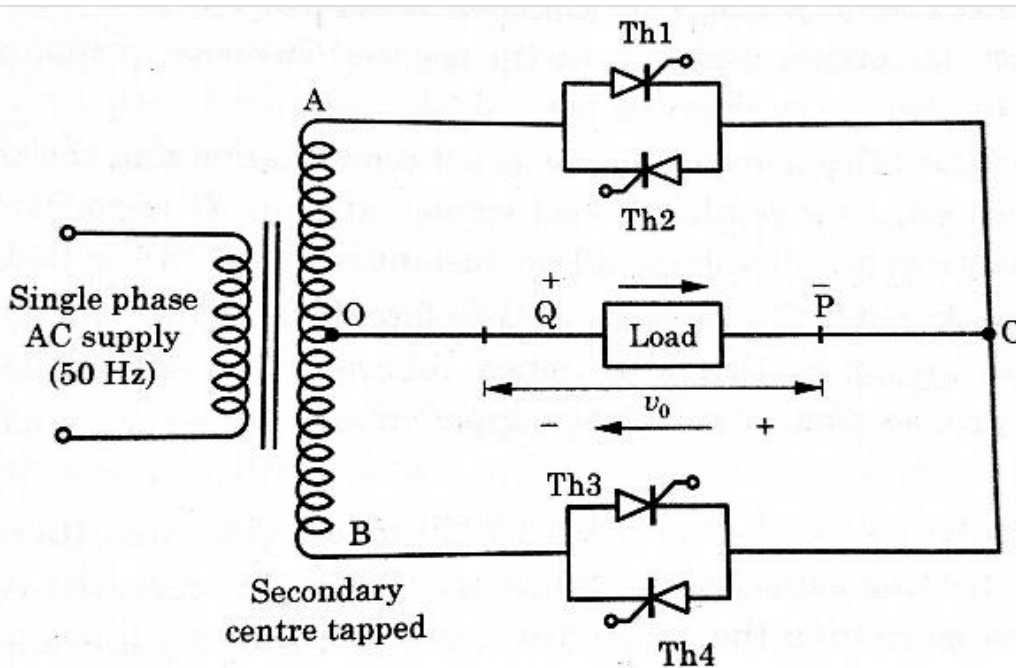 Th1
A
Th2
Single phase
AC supply
(50 Hz)
O
+
Q
Load
–
P
C
v₀
– +
Th3
B
Secondary
centre tapped
Th4